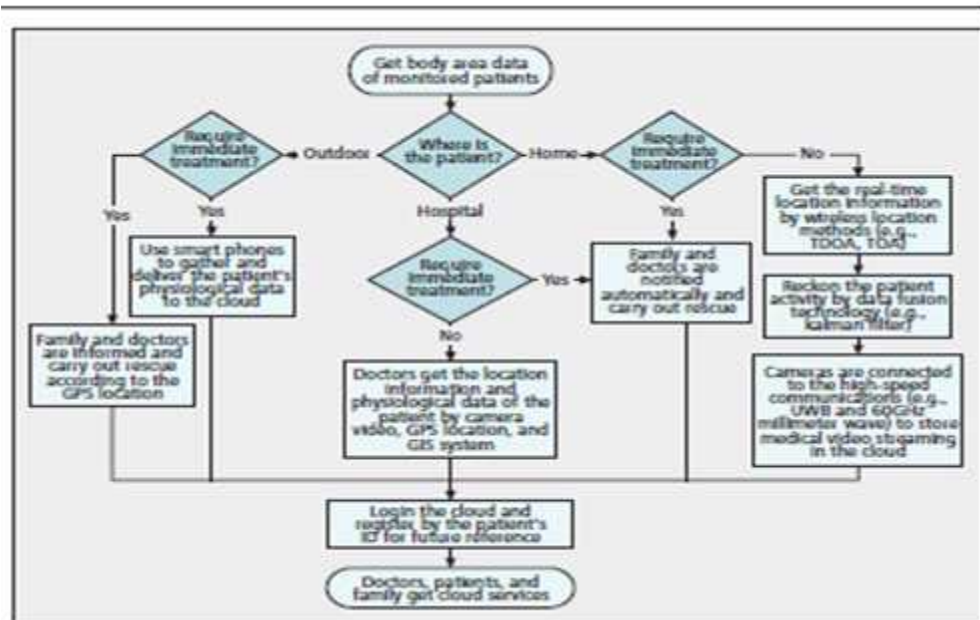 Get body area data
of monitored patients
Require
immediate
treatment?
Outdoor
Where is
the patient?
Home
Require
immediate
treatment?
No
Yes
Yes
Hospital
Yes
Get the real-time
location information
by wireless location
methods (e.g.,
TDOA, TOA)
Use smart phones
to gather and
deliver the patient's
physiological data
to the cloud
Require
immediate
treatment?
Yes
Family and
doctors are
notified
automatically and
carry out rescue
Reckon the patient
activity by data fusion
technology (e.g.,
kalman filter)
Family and doctors
are informed and
carry out rescue
according to the
GPS location
No
Doctors get the location
information and
physiological data of the
patient by camera
video, GPS location, and
GIS system
Cameras are connected
to the high-speed
communications (e.g.,
UWB and 60GHz
millimeter wave) to store
medical video streaming
in the cloud
Login the cloud and
register by the patient's
ID for future reference
Doctors, patients, and
family get cloud services